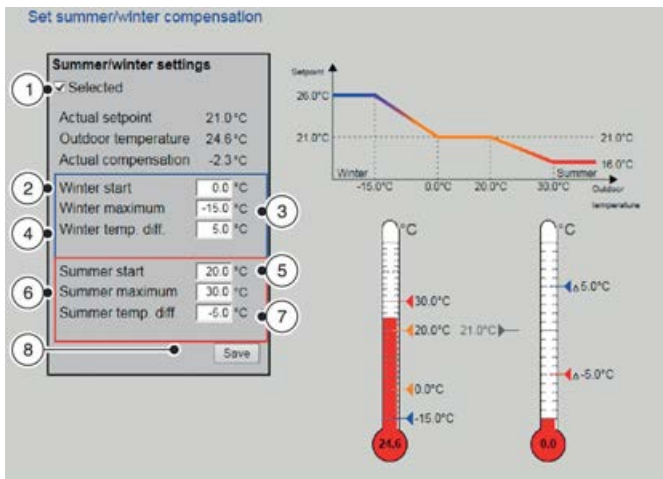 Set summer/winter compensation
Summer/winter settings
1
Selected
Actual setpoint 21.0°C
Outdoor temperature 24.6°C
Actual compensation -2.3°C
2
Winter start 0.0 °C
Winter maximum -15.0 °C
3
4
Winter temp. diff. 5.0 °C
Summer start 20.0 °C
5
6
Summer maximum 30.0 °C
Summer temp. diff -5.0 °C
7
8
Save
Setpoint
26.0°C
21.0°C
21.0°C
16.0°C
Winter
Summer
-15.0°C 0.0°C 20.0°C 30.0°C
Outdoor
temperature
°C
30.0°C
20.0°C
0.0°C
-15.0°C
24.6
°C
Δ5.0°C
21.0°C
Δ-5.0°C
0.0